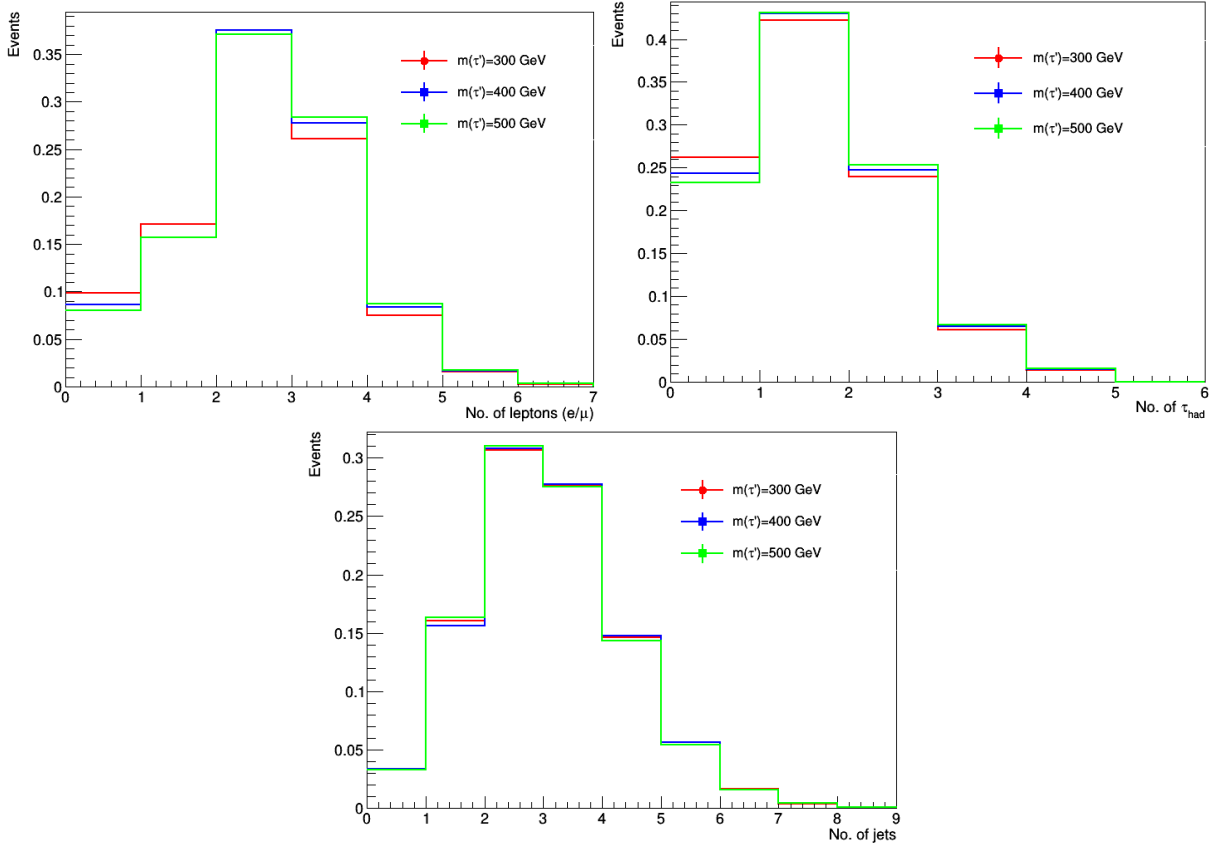 Events
0.35
0.3
0.25
0.2
0.15
0.1
0.05
0
0 1 2 3 4 5 6 7
No. of leptons (e/μ)
m(τ')=300 GeV
m(τ')=400 GeV
m(τ')=500 GeV
Events
0.4
0.35
0.3
0.25
0.2
0.15
0.1
0.05
0
0 1 2 3 4 5 6
No. of τhad
m(τ')=300 GeV
m(τ')=400 GeV
m(τ')=500 GeV
Events
0.3
0.25
0.2
0.15
0.1
0.05
0
0 1 2 3 4 5 6 7 8 9
No. of jets
m(τ')=300 GeV
m(τ')=400 GeV
m(τ')=500 GeV